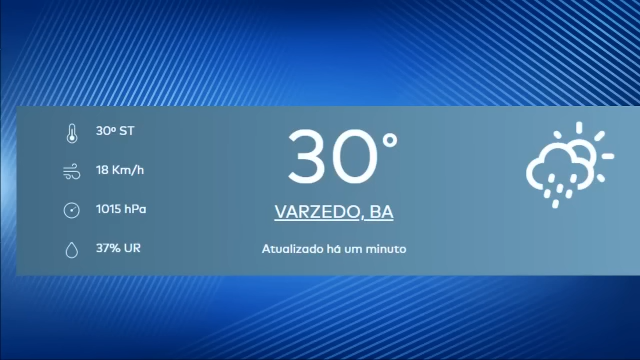 30º ST
18 Km/h
1015 hPa
37% UR
30°
VARZEDO, BA
Atualizado há um minuto